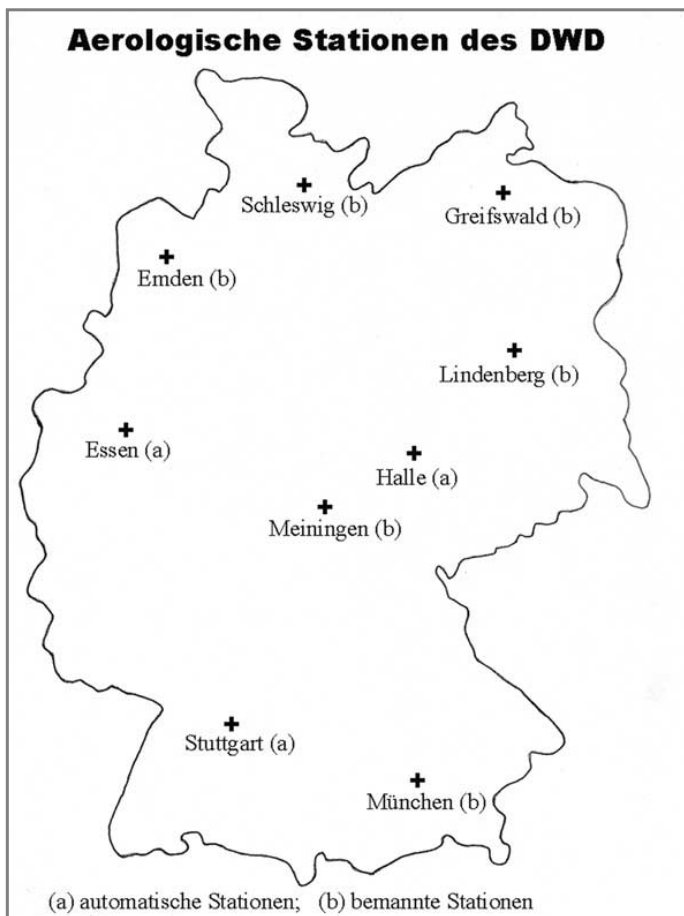 Aerologische Stationen des DWD
Schleswig (b)
Greifswald (b)
Emden (b)
Lindenberg (b)
Essen (a)
Halle (a)
Meiningen (b)
Stuttgart (a)
München (b)
(a) automatische Stationen; (b) bemannte Stationen